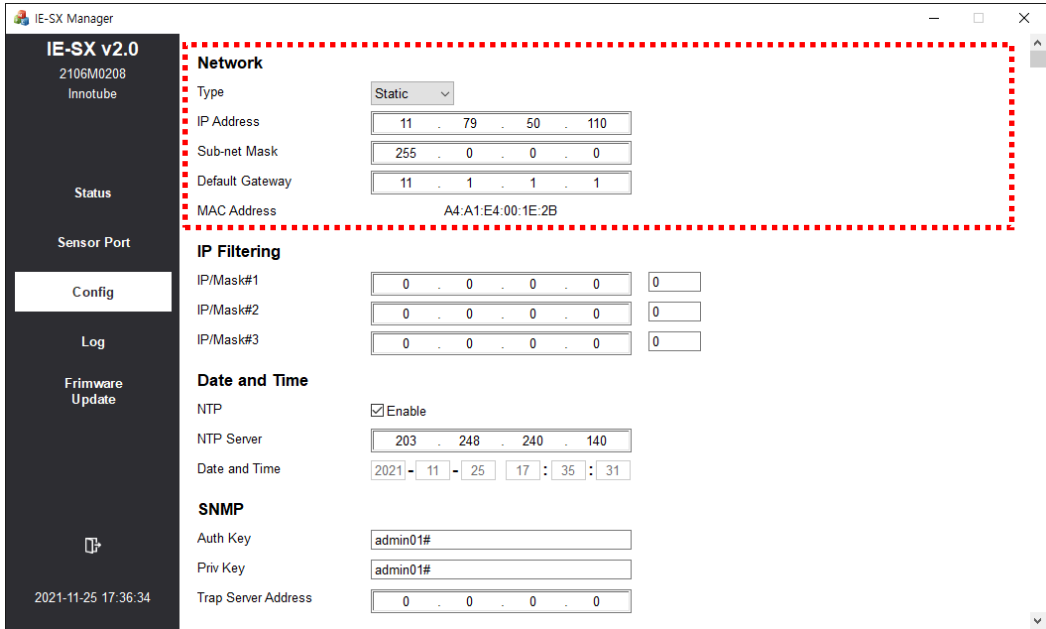 IE-SX Manager
IE-SX v2.0
2106M0208
Innotube
Status
Sensor Port
Config
Log
Frimware
Update
2021-11-25 17:36:34
Network
Type Static
IP Address 11 . 79 . 50 . 110
Sub-net Mask 255 . 0 . 0 . 0
Default Gateway 11 . 1 . 1 . 1
MAC Address A4:A1:E4:00:1E:2B
IP Filtering
IP/Mask#1 0 . 0 . 0 . 0 0
IP/Mask#2 0 . 0 . 0 . 0 0
IP/Mask#3 0 . 0 . 0 . 0 0
Date and Time
NTP Enable
NTP Server 203 . 248 . 240 . 140
Date and Time 2021 - 11 - 25 17 : 35 : 31
SNMP
Auth Key admin01#
Priv Key admin01#
Trap Server Address 0 . 0 . 0 . 0